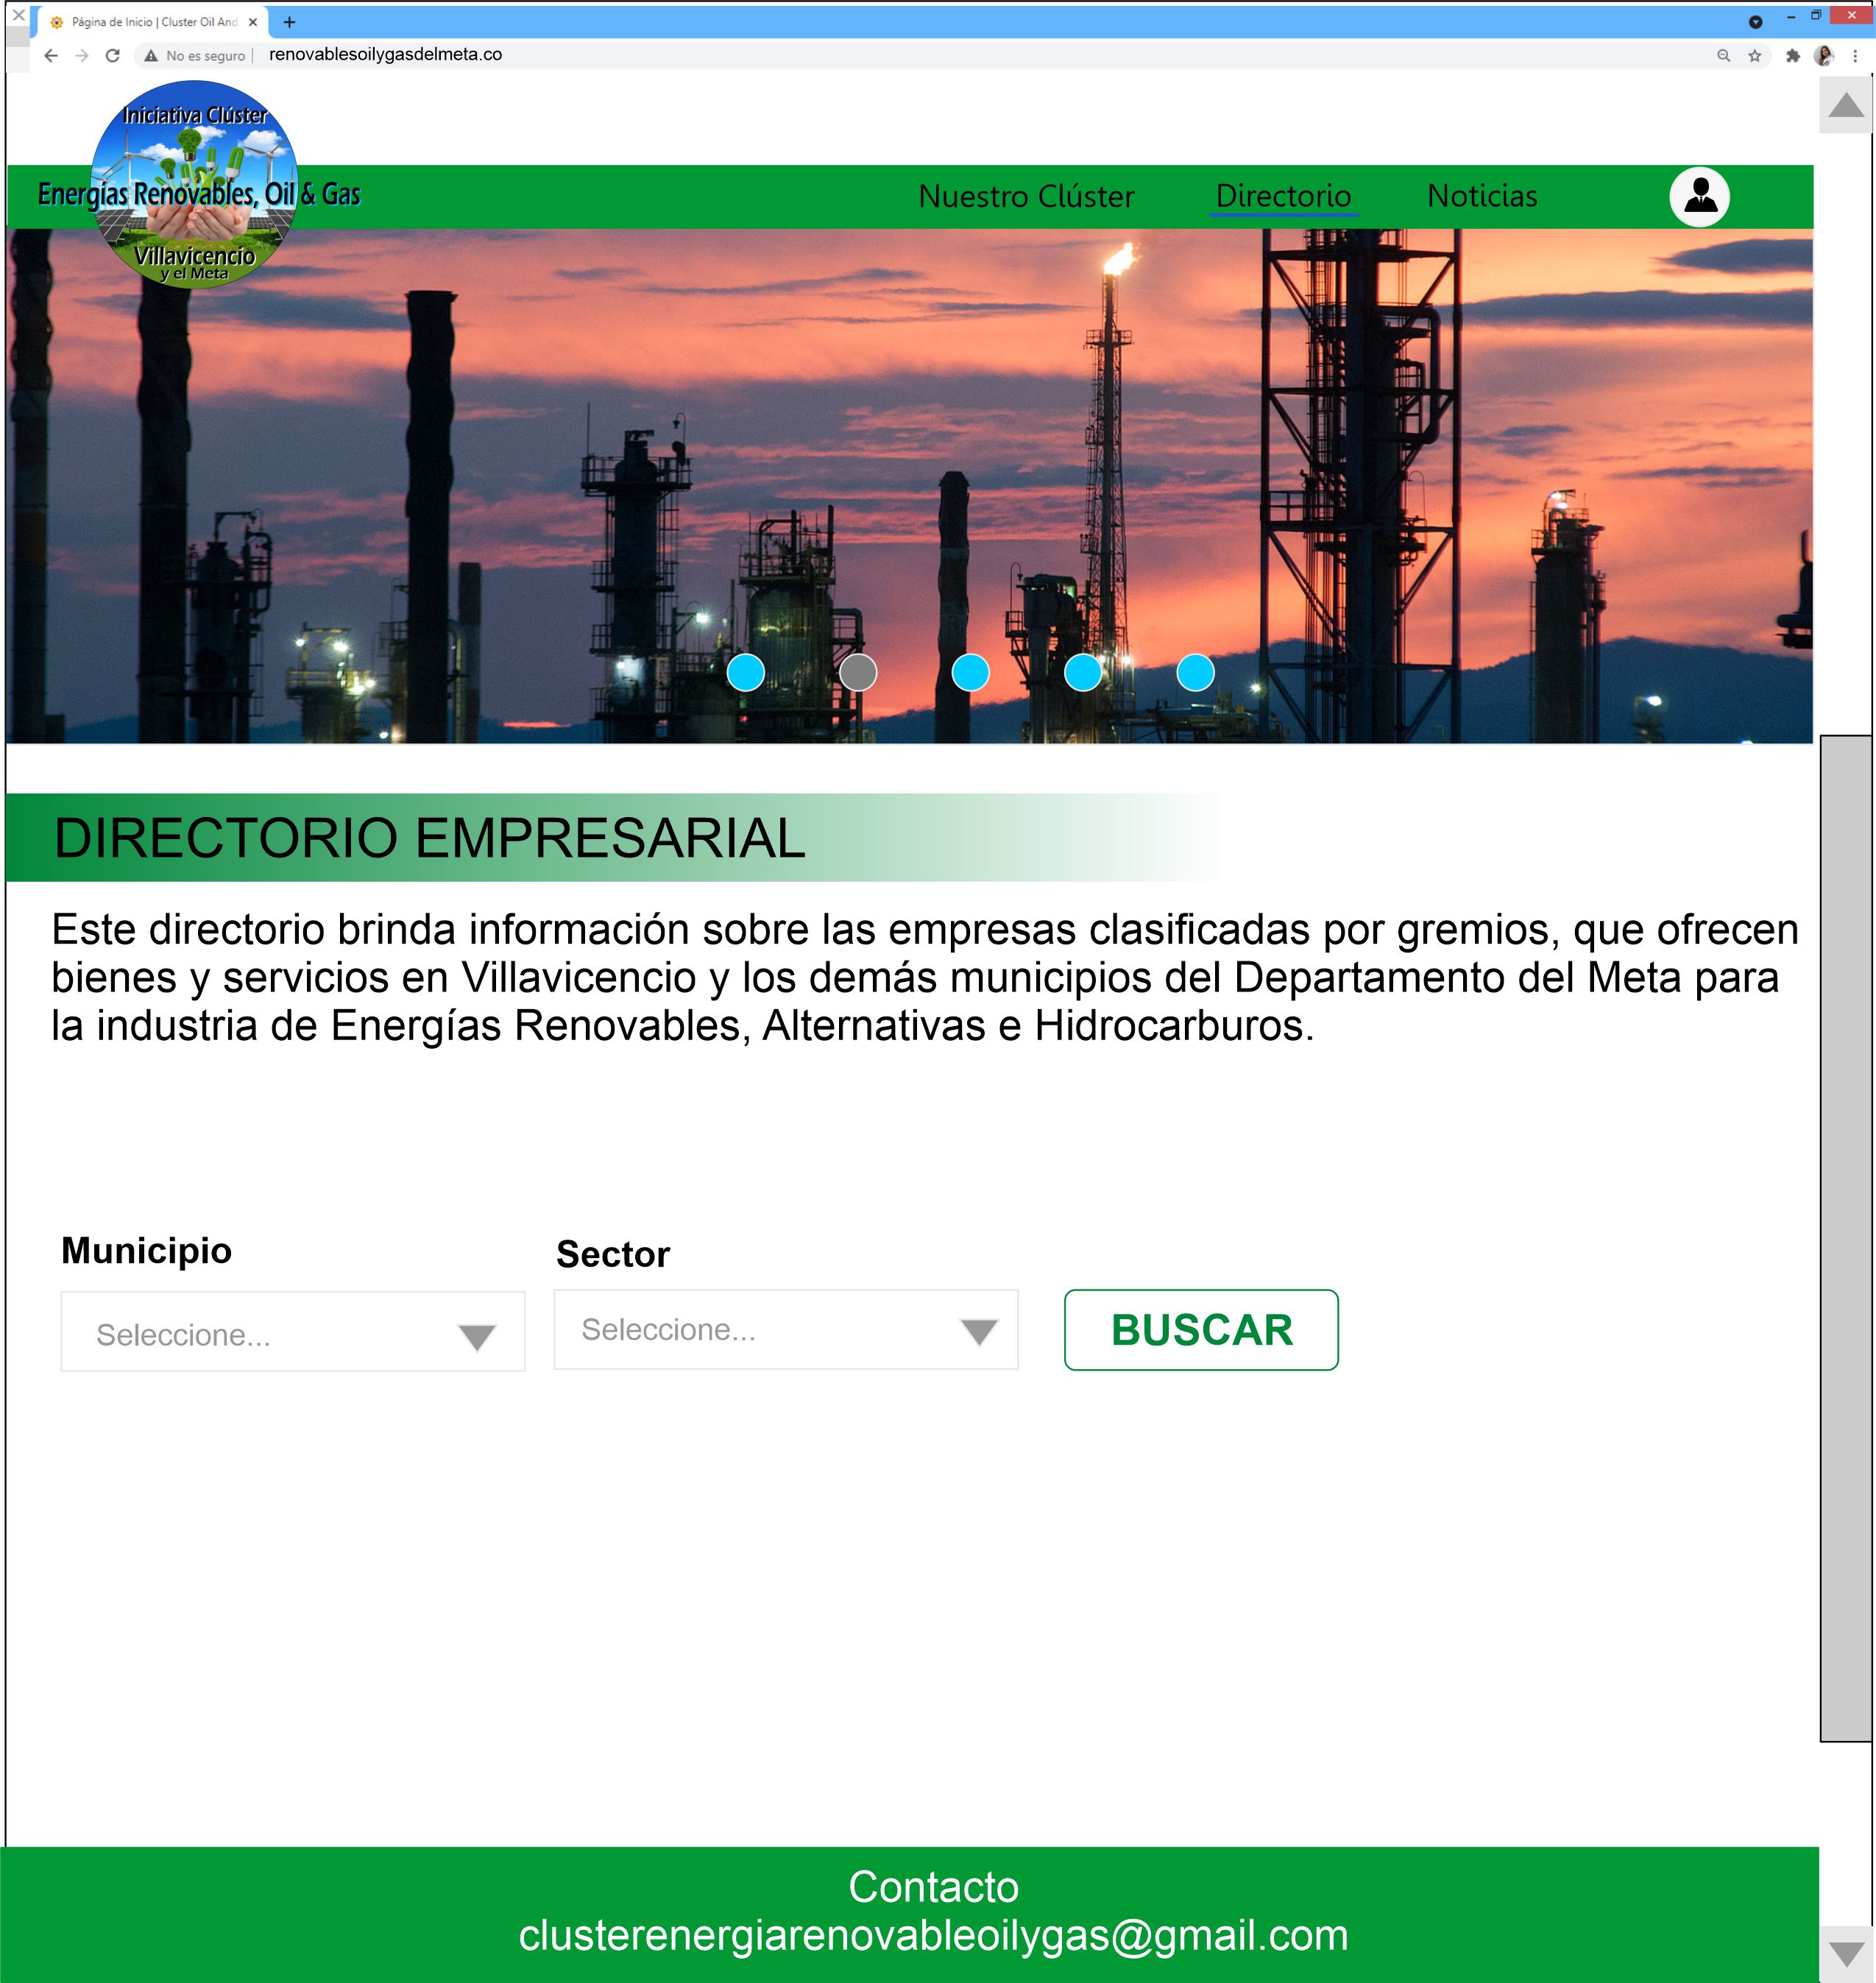 Página de Inicio | Cluster Oil And
No es seguro | renovablesoilygasdelmeta.co
Iniciativa Clúster
Energías Renovables, Oil & Gas
Villavicencio
y el Meta
Nuestro Clúster Directorio Noticias
DIRECTORIO EMPRESARIAL
Este directorio brinda información sobre las empresas clasificadas por gremios, que ofrecen
bienes y servicios en Villavicencio y los demás municipios del Departamento del Meta para
la industria de Energías Renovables, Alternativas e Hidrocarburos.
Municipio Sector
Seleccione... Seleccione... BUSCAR
Contacto
clusterenergiarenovableoilygas@gmail.com